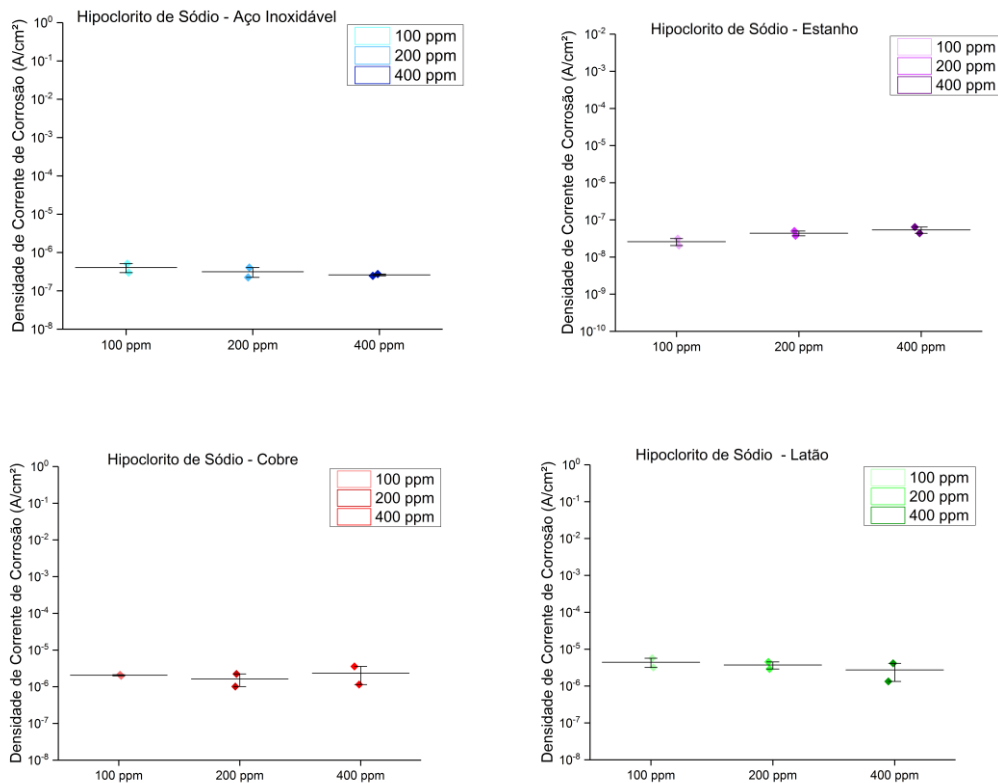 Hipoclorito de Sódio - Aço Inoxidável
Densidade de Corrente de Corrosão (A/cm²)
10⁰
10⁻¹
10⁻²
10⁻³
10⁻⁴
10⁻⁵
10⁻⁶
10⁻⁷
10⁻⁸
100 ppm
200 ppm
400 ppm
100 ppm
200 ppm
400 ppm
Hipoclorito de Sódio - Estanho
Densidade de Corrente de Corrosão (A/cm²)
10⁻²
10⁻³
10⁻⁴
10⁻⁵
10⁻⁶
10⁻⁷
10⁻⁸
10⁻⁹
10⁻¹⁰
100 ppm
200 ppm
400 ppm
100 ppm
200 ppm
400 ppm
Hipoclorito de Sódio - Cobre
Densidade de Corrente de Corrosão (A/cm²)
10⁰
10⁻¹
10⁻²
10⁻³
10⁻⁴
10⁻⁵
10⁻⁶
10⁻⁷
10⁻⁸
100 ppm
200 ppm
400 ppm
100 ppm
200 ppm
400 ppm
Hipoclorito de Sódio - Latão
Densidade de Corrente de Corrosão (A/cm²)
10⁰
10⁻¹
10⁻²
10⁻³
10⁻⁴
10⁻⁵
10⁻⁶
10⁻⁷
10⁻⁸
100 ppm
200 ppm
400 ppm
100 ppm
200 ppm
400 ppm